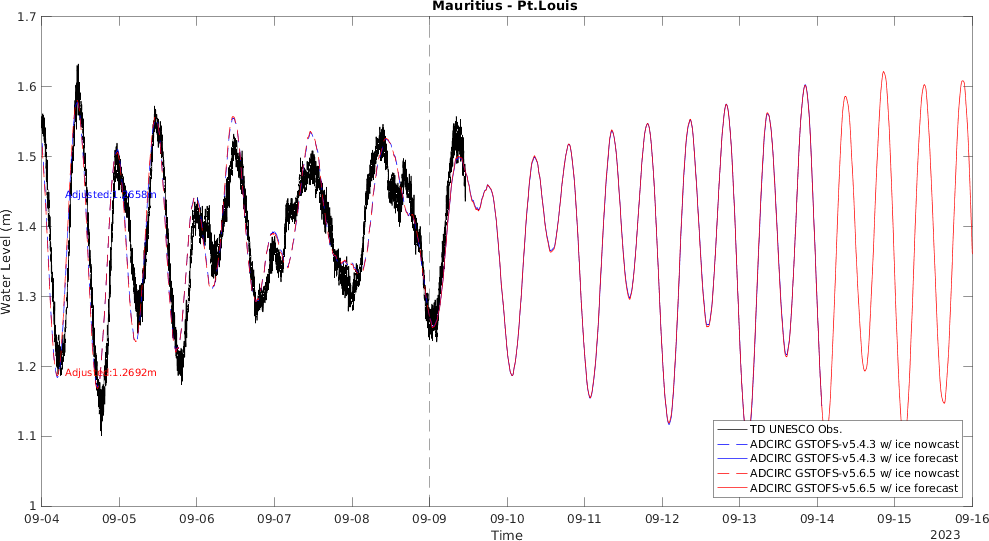 Mauritius - Pt.Louis
1.7
1.6
1.5
1.4
1.3
1.2
1.1
1
Water Level (m)
Adjusted:1.2692m
TD UNESCO Obs.
ADCIRC GSTOFS-v5.4.3 w/ ice nowcast
ADCIRC GSTOFS-v5.4.3 w/ ice forecast
ADCIRC GSTOFS-v5.6.5 w/ ice nowcast
ADCIRC GSTOFS-v5.6.5 w/ ice forecast
09-04 09-05 09-06 09-07 09-08 09-09 09-10 09-11 09-12 09-13 09-14 09-15 09-16
Time
2023